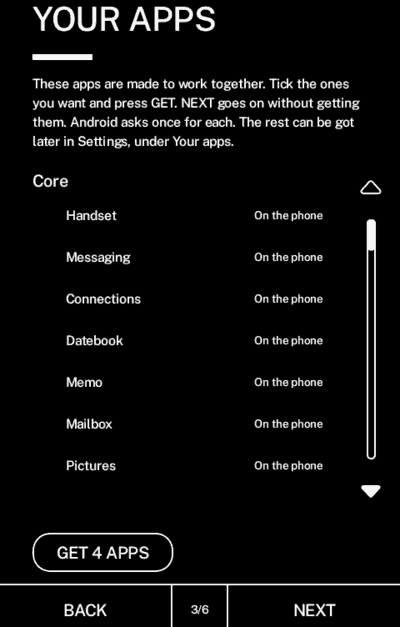 YOUR APPS
These apps are made to work together. Tick the ones
you want and press GET. NEXT goes on without getting
them. Android asks once for each. The rest can be got
later in Settings, under Your apps.
Core
Handset On the phone
Messaging On the phone
Connections On the phone
Datebook On the phone
Memo On the phone
Mailbox On the phone
Pictures On the phone
GET 4 APPS
BACK 3/6 NEXT